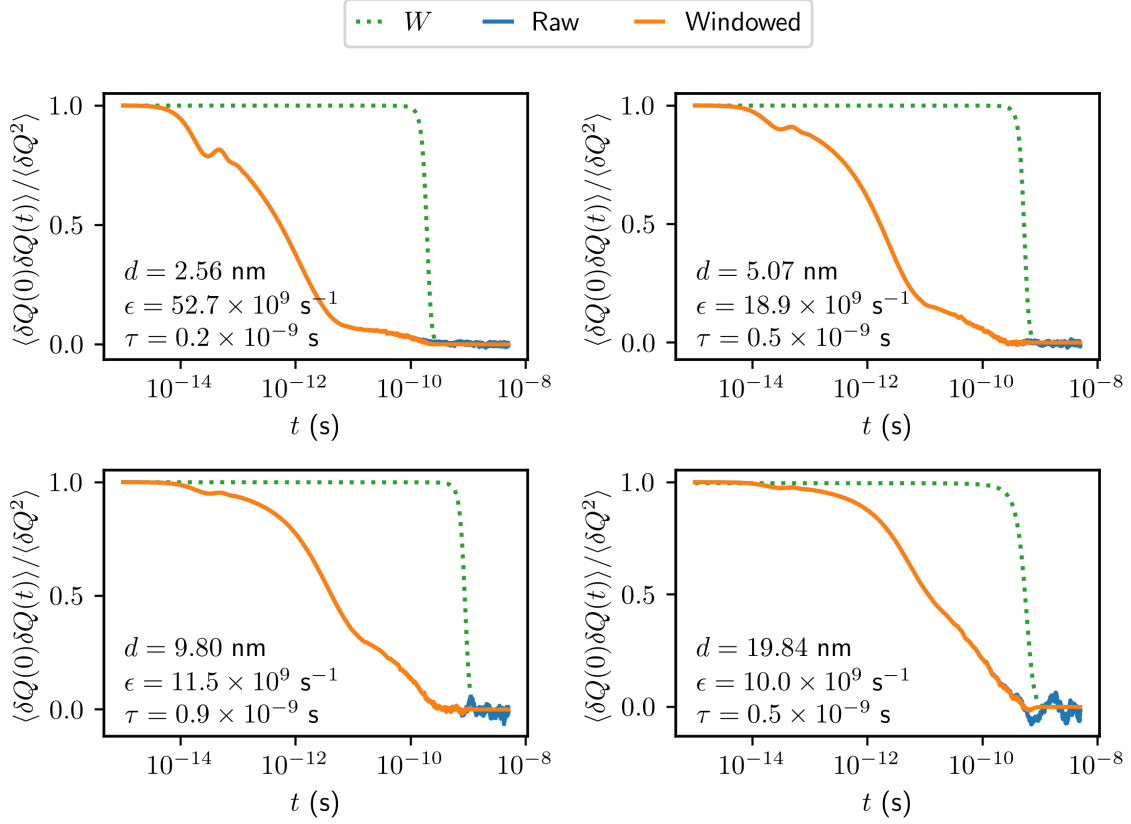 W Raw Windowed
⟨δQ(0)δQ(t)⟩/⟨δQ²⟩
1.0
0.5
0.0
d = 2.56 nm
ϵ = 52.7 × 10⁹ s⁻¹
τ = 0.2 × 10⁻⁹ s
10⁻¹⁴ 10⁻¹² 10⁻¹⁰ 10⁻⁸
t (s)
⟨δQ(0)δQ(t)⟩/⟨δQ²⟩
1.0
0.5
0.0
d = 5.07 nm
ϵ = 18.9 × 10⁹ s⁻¹
τ = 0.5 × 10⁻⁹ s
10⁻¹⁴ 10⁻¹² 10⁻¹⁰ 10⁻⁸
t (s)
⟨δQ(0)δQ(t)⟩/⟨δQ²⟩
1.0
0.5
0.0
d = 9.80 nm
ϵ = 11.5 × 10⁹ s⁻¹
τ = 0.9 × 10⁻⁹ s
10⁻¹⁴ 10⁻¹² 10⁻¹⁰ 10⁻⁸
t (s)
⟨δQ(0)δQ(t)⟩/⟨δQ²⟩
1.0
0.5
0.0
d = 19.84 nm
ϵ = 10.0 × 10⁹ s⁻¹
τ = 0.5 × 10⁻⁹ s
10⁻¹⁴ 10⁻¹² 10⁻¹⁰ 10⁻⁸
t (s)